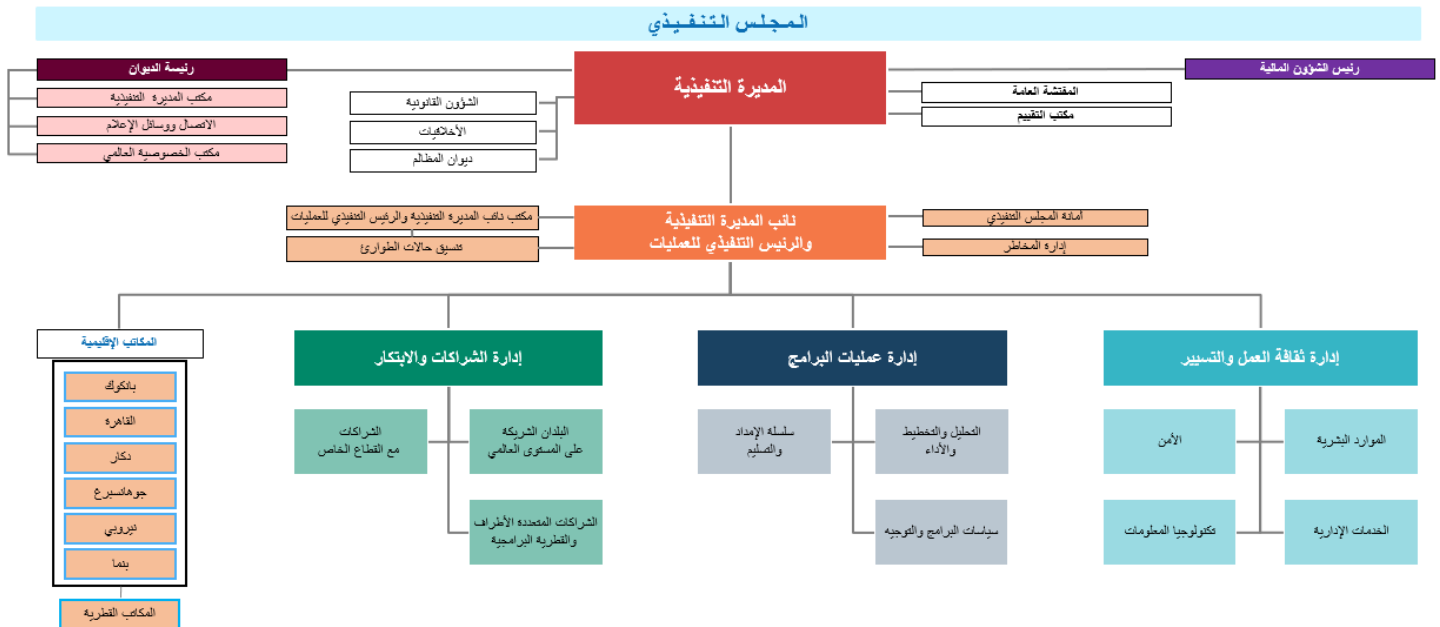 المجلس التنفيذي
المديرة التنفيذية
رئيس الشؤون المالية
المفتشة العامة
مكتب التقييم
رئيسة الديوان
مكتب المديرة التنفيذية
الاتصال ووسائل الإعلام
مكتب الخصوصية العالمي
الشؤون القانونية
الأخلاقيات
ديوان المظالم
نائب المديرة التنفيذية
والرئيس التنفيذي للعمليات
أمانة المجلس التنفيذي
إدارة المخاطر
مكتب نائب المديرة التنفيذية والرئيس التنفيذي للعمليات
تنسيق حالات الطوارئ
إدارة ثقافة العمل والتسيير
الموارد البشرية
الأمن
الخدمات الإدارية
تكنولوجيا المعلومات
إدارة عمليات البرامج
التحليل والتخطيط
والأداء
سلسلة الإمداد
والتسليم
سياسات البرامج والتوجيه
إدارة الشراكات والابتكار
البلدان الشريكة
على المستوى العالمي
الشراكات
مع القطاع الخاص
الشراكات المتعددة الأطراف
والقطرية البرامجية
المكاتب الإقليمية
بانكوك
القاهرة
دكار
جوهانسبرغ
نيروبي
بنما
المكاتب القطرية